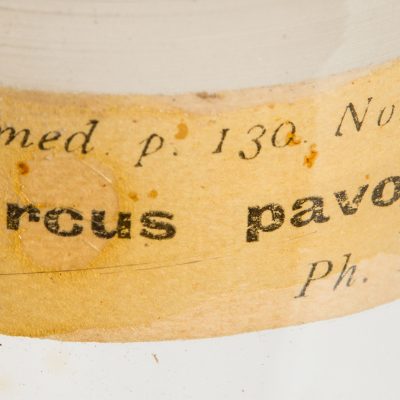 med. p. 130. No
rcus pavo
Ph.